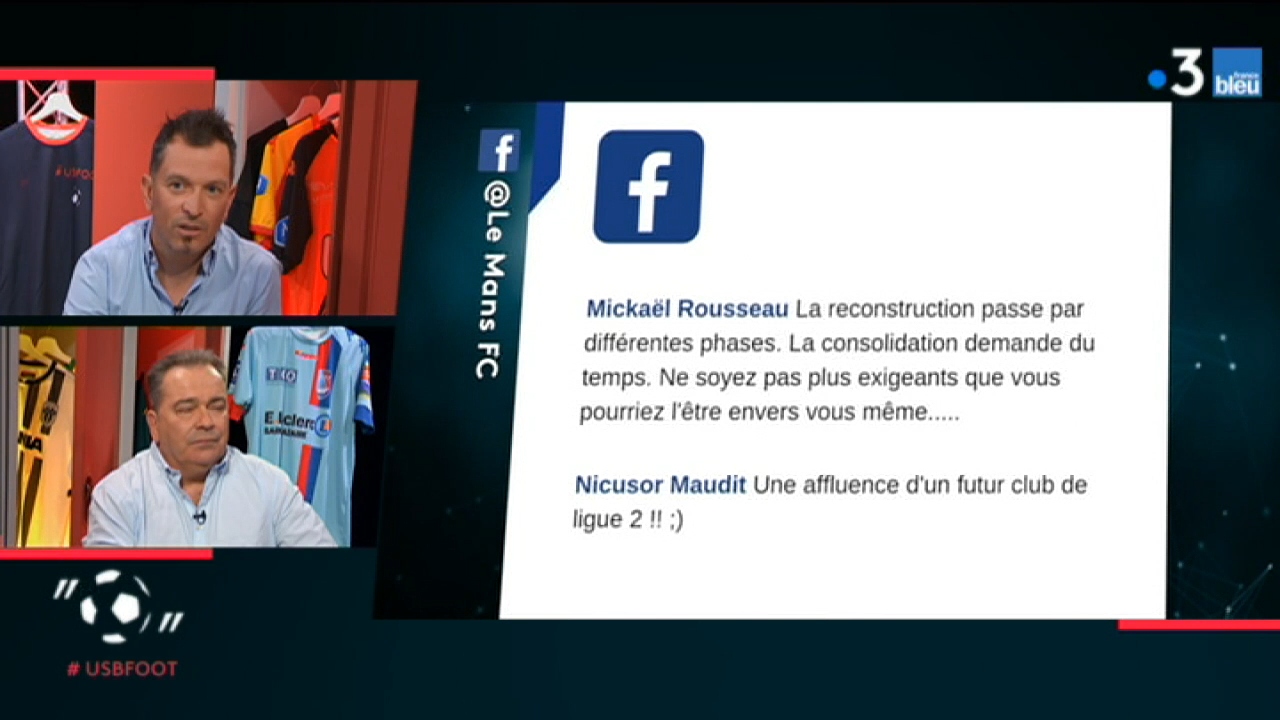 3
france
bleu
f
f
@Le Mans FC
Mickaël Rousseau La reconstruction passe par
différentes phases. La consolidation demande du
temps. Ne soyez pas plus exigeants que vous
pourriez l'être envers vous même.....
Nicusor Maudit Une affluence d'un futur club de
ligue 2 !! ;)
E.Leclerc L
# USBFOOT